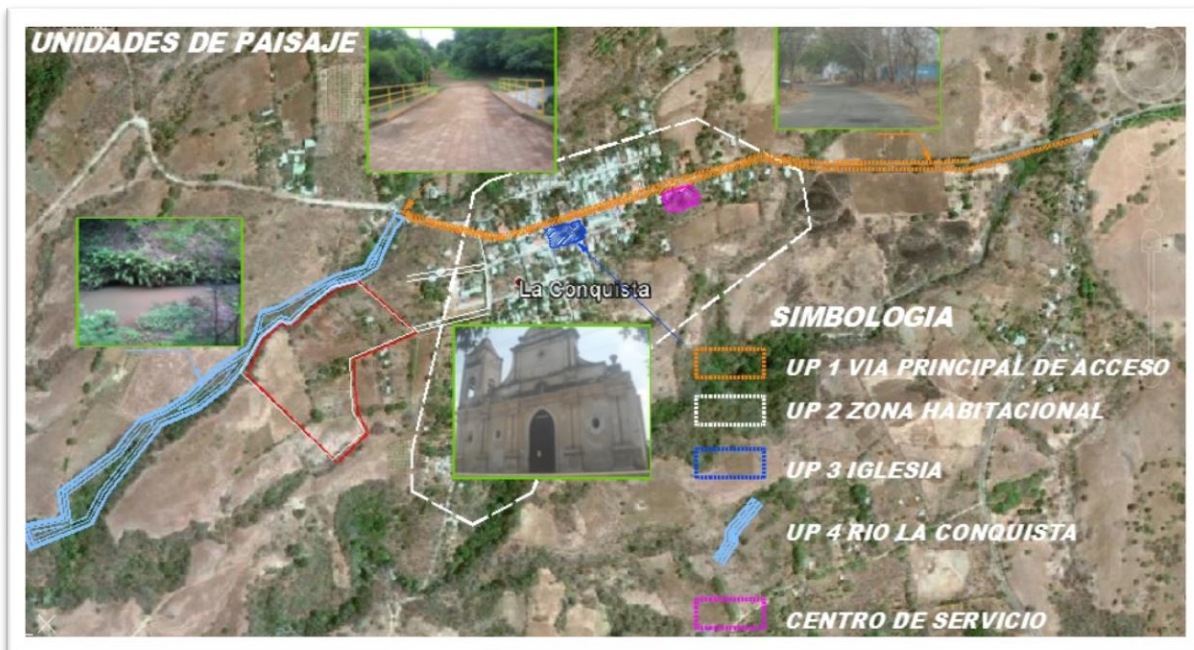 UNIDADES DE PAISAJE
La Conquista
SIMBOLOGIA
UP 1 VIA PRINCIPAL DE ACCESO
UP 2 ZONA HABITACIONAL
UP 3 IGLESIA
UP 4 RIO LA CONQUISTA
CENTRO DE SERVICIO